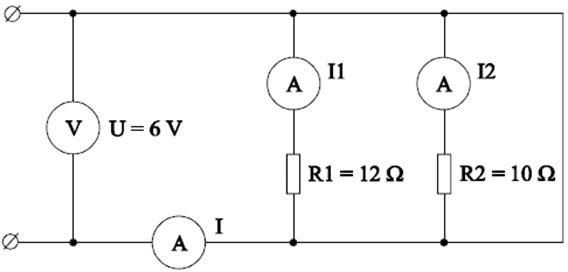 A I1
A I2
V U = 6 V
R1 = 12 Ω
R2 = 10 Ω
A I